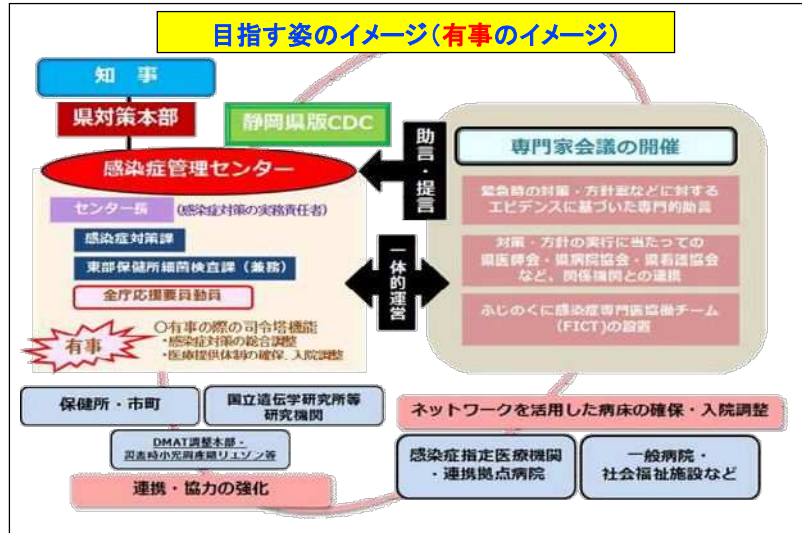 目指す姿のイメージ(有事のイメージ)
知 事
県対策本部
静岡県版CDC
感染症管理センター
センター長 (感染症対策の実務責任者)
感染症対策課
東部保健所細菌検査課(兼務)
全庁応援要員動員
有事
○有事の際の司令塔機能
・感染症対策の総合調整
・医療提供体制の確保、入院調整
助言・提言
一体的運営
専門家会議の開催
緊急時の対策・方針案などに対する
エビデンスに基づいた専門的助言
対策・方針の実行に当たっての
県医師会・県病院協会・県看護協会
など、関係機関との連携
ふじのくに感染症専門医協働チーム
(FICT)の設置
保健所・市町
国立遺伝学研究所等
研究機関
DMAT調整本部・
災害時小児周産期リエゾン等
連携・協力の強化
ネットワークを活用した病床の確保・入院調整
感染症指定医療機関
・連携拠点病院
一般病院・
社会福祉施設など